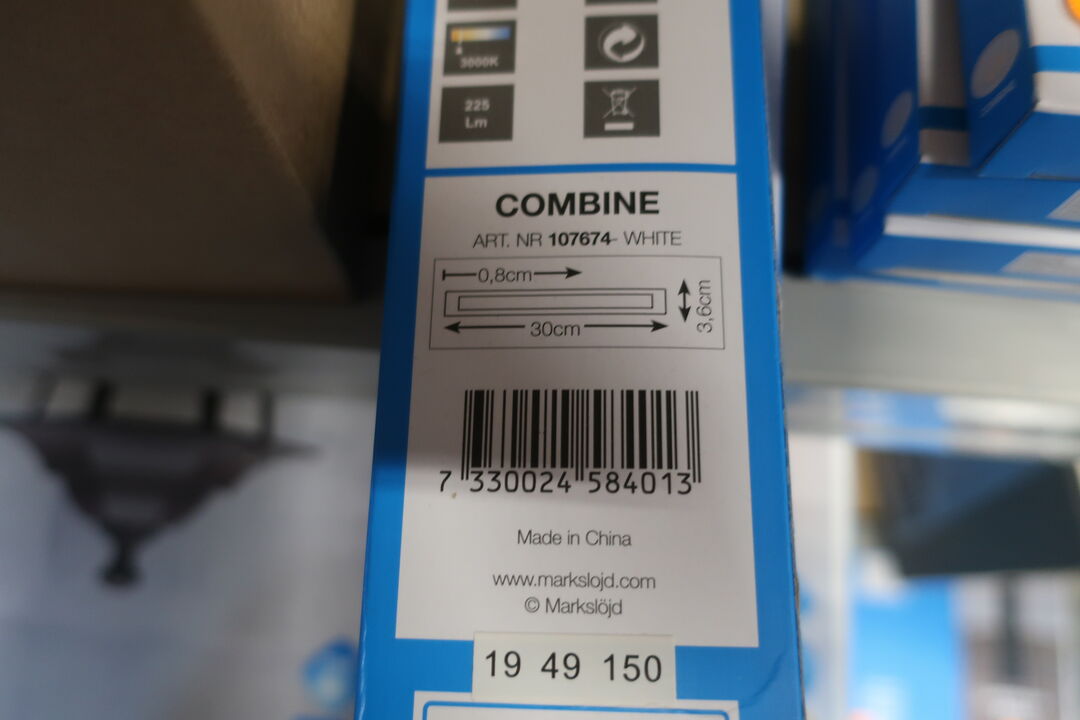 3000K
225
Lm
COMBINE
ART. NR 107674- WHITE
0,8cm
3,6cm
30cm
7 330024 584013
Made in China
www.markslojd.com
© Markslöjd
19 49 150